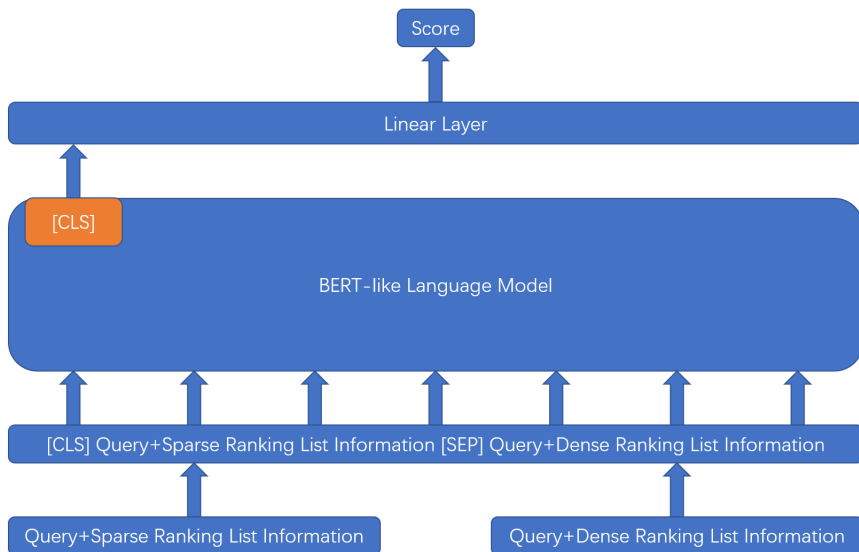 Score
Linear Layer
[CLS]
BERT-like Language Model
[CLS] Query+Sparse Ranking List Information [SEP] Query+Dense Ranking List Information
Query+Sparse Ranking List Information
Query+Dense Ranking List Information